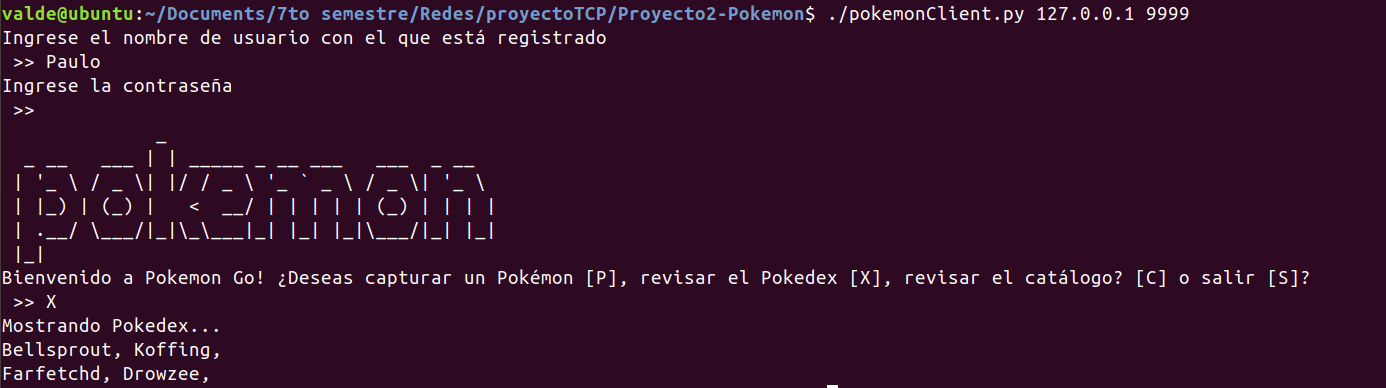 valde@ubuntu:~/Documents/7to semestre/Redes/proyectoTCP/Proyecto2-Pokemon$ ./pokemonClient.py 127.0.0.1 9999
Ingrese el nombre de usuario con el que está registrado
 >> Paulo
Ingrese la contraseña
 >>
              _
  _ __   ___ | | _____ _ __ ___   ___  _ __
 | '_ \ / _ \| |/ / _ \ '_ ` _ \ / _ \| '_ \
 | |_) | (_) |   <  __/ | | | | | (_) | | | |
 | .__/ \___/|_|\_\___|_| |_| |_|\___/|_| |_|
 |_|
Bienvenido a Pokemon Go! ¿Deseas capturar un Pokémon [P], revisar el Pokedex [X], revisar el catálogo? [C] o salir [S]?
 >> X
Mostrando Pokedex...
Bellsprout, Koffing,
Farfetchd, Drowzee,